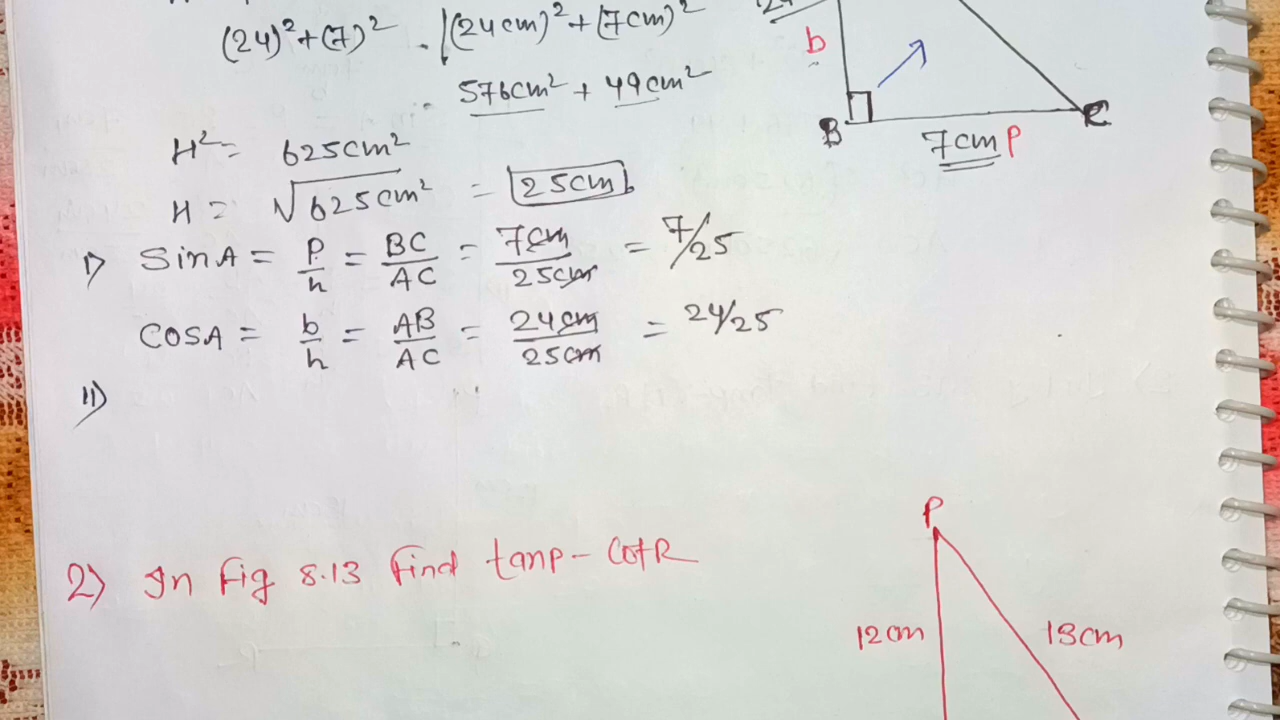 (24)²+(7)² . (24cm)²+(7cm)²
. 576cm² + 49cm²
b
B
C
7cm P
H² = 625cm²
H = √625cm² = 25cm
i) SinA = P/h = BC/AC = 7cm/25cm = 7/25
COSA = b/h = AB/AC = 24cm/25cm = 24/25
ii)
2) In Fig 8.13 Find tanp - CotR
P
12cm
13cm